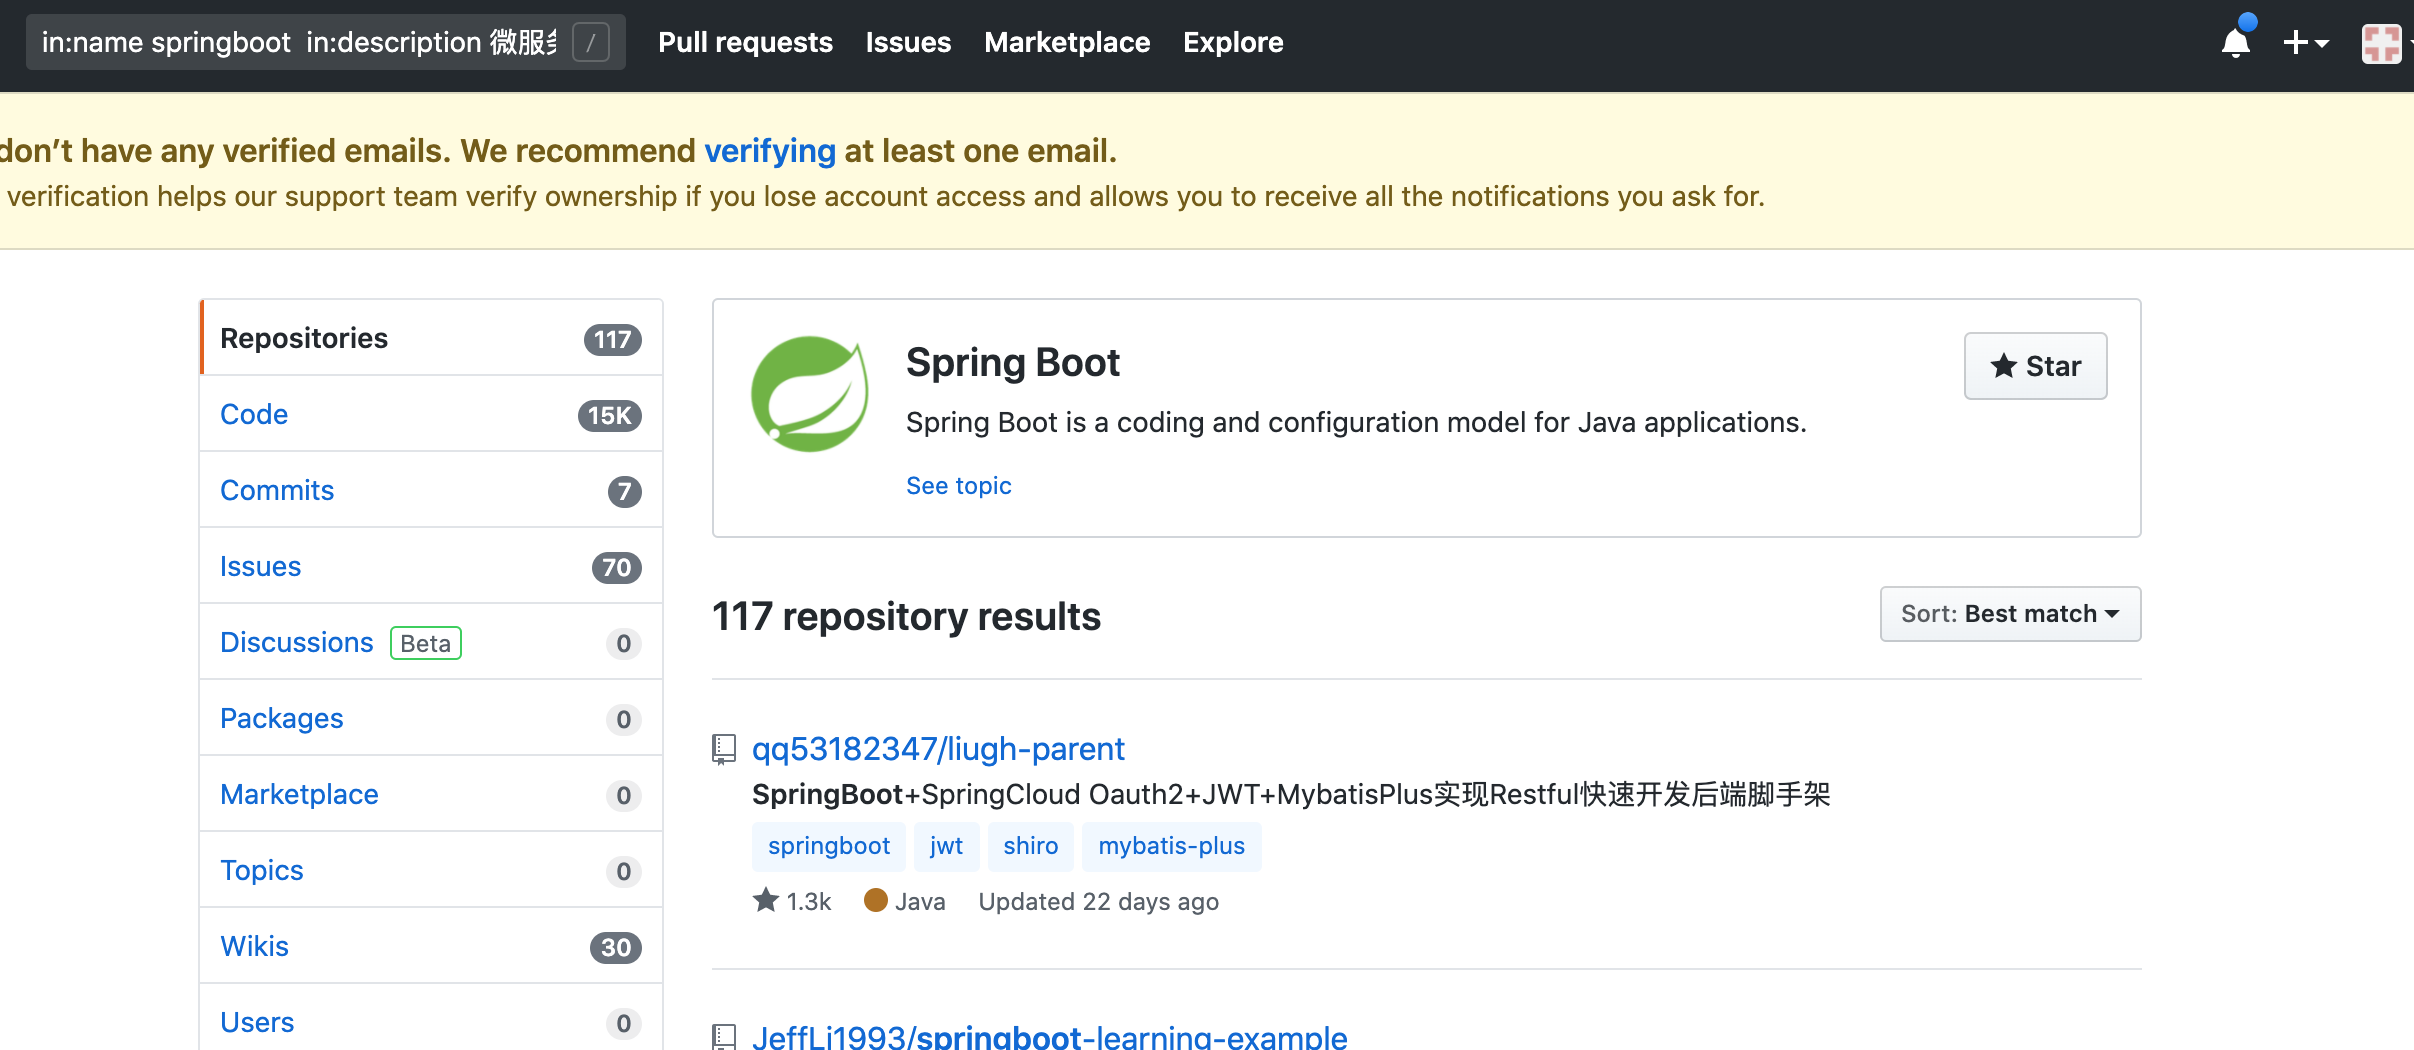 in:name springboot in:description 微服务 /
Pull requests Issues Marketplace Explore
don’t have any verified emails. We recommend verifying at least one email.
verification helps our support team verify ownership if you lose account access and allows you to receive all the notifications you ask for.
Repositories 117
Code 15K
Commits 7
Issues 70
Discussions Beta 0
Packages 0
Marketplace 0
Topics 0
Wikis 30
Users 0
Spring Boot
Star
Spring Boot is a coding and configuration model for Java applications.
See topic
117 repository results
Sort: Best match
qq53182347/liugh-parent
SpringBoot+SpringCloud Oauth2+JWT+MybatisPlus实现Restful快速开发后端脚手架
springboot jwt shiro mybatis-plus
1.3k Java Updated 22 days ago
JeffLi1993/springboot-learning-example